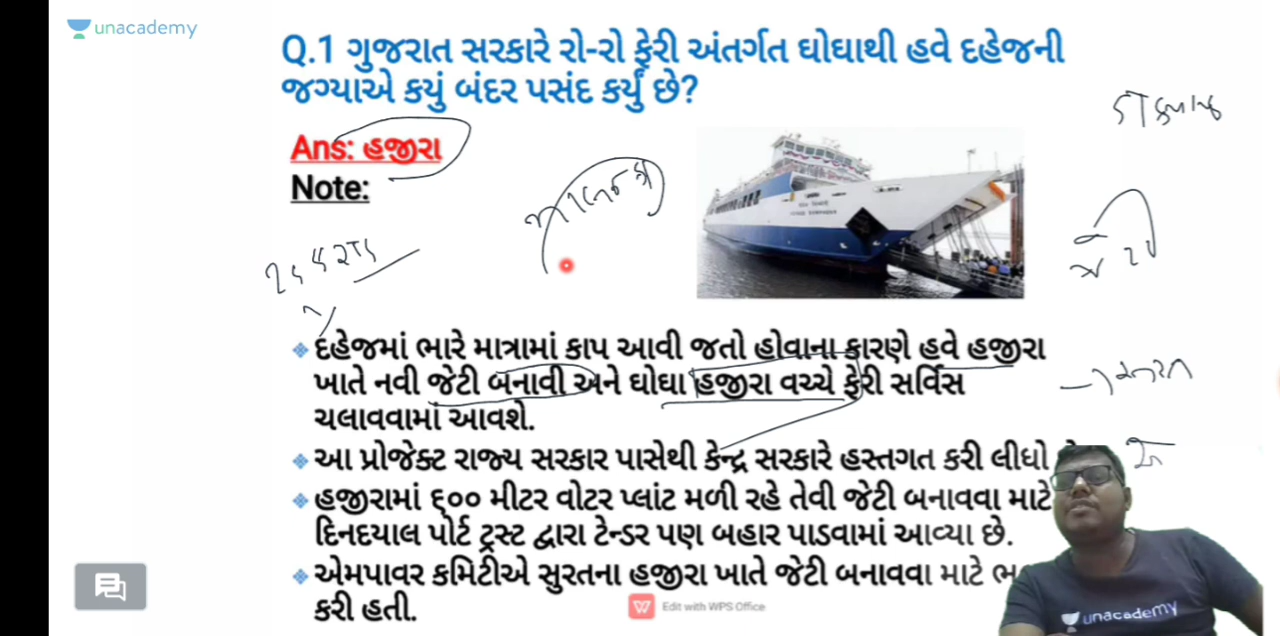 unacademy
Q.1 ગુજરાત સરકારે રો-રો ફેરી અંતર્ગત ઘોઘાથી હવે દહેજની
જગ્યાએ કયું બંદર પસંદ કર્યું છે?
Ans: હજીરા
Note:
દહેજમાં ભારે માત્રામાં કાપ આવી જતો હોવાના કારણે હવે હજીરા
ખાતે નવી જેટી બનાવી અને ઘોઘા હજીરા વચ્ચે ફેરી સર્વિસ
ચલાવવામાં આવશે.
આ પ્રોજેક્ટ રાજ્ય સરકાર પાસેથી કેન્દ્ર સરકારે હસ્તગત કરી લીધો
હજીરામાં ૬૦૦ મીટર વોટર પ્લાંટ મળી રહે તેવી જેટી બનાવવા માટે
દિનદયાલ પોર્ટ ટ્રસ્ટ દ્વારા ટેન્ડર પણ બહાર પાડવામાં આવ્યા છે.
એમપાવર કમિટીએ સુરતના હજીરા ખાતે જેટી બનાવવા માટે
કરી હતી.
Edit with WPS Office
unacademy